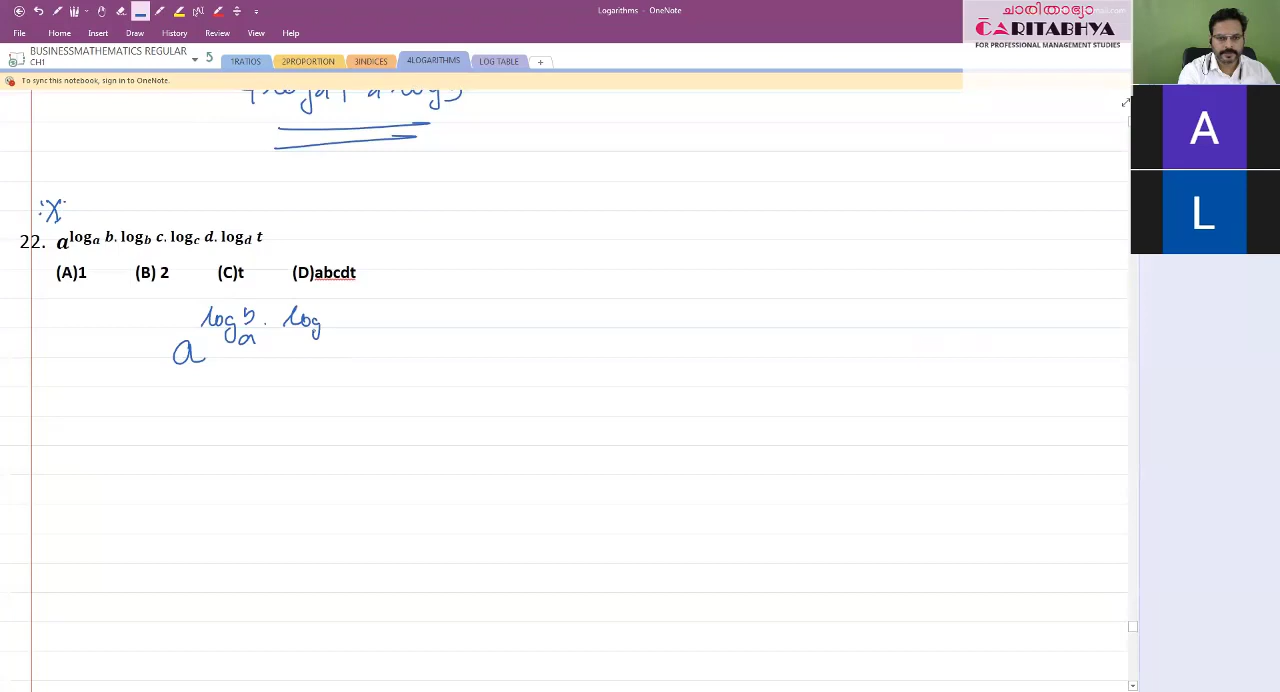 Logarithms - OneNote
ചാരിതാഭ്യാ
CARITABHYA
FOR PROFESSIONAL MANAGEMENT STUDIES
File Home Insert Draw History Review View Help
BUSINESSMATHEMATICS REGULAR
CH1
1RATIOS 2PROPORTION 3INDICES 4LOGARITHMS LOG TABLE +
To sync this notebook, sign in to OneNote.
22. a^{log_a b. log_b c. log_c d. log_d t}
(A)1 (B) 2 (C)t (D)abcdt
a^{log_a b. log}
A
L